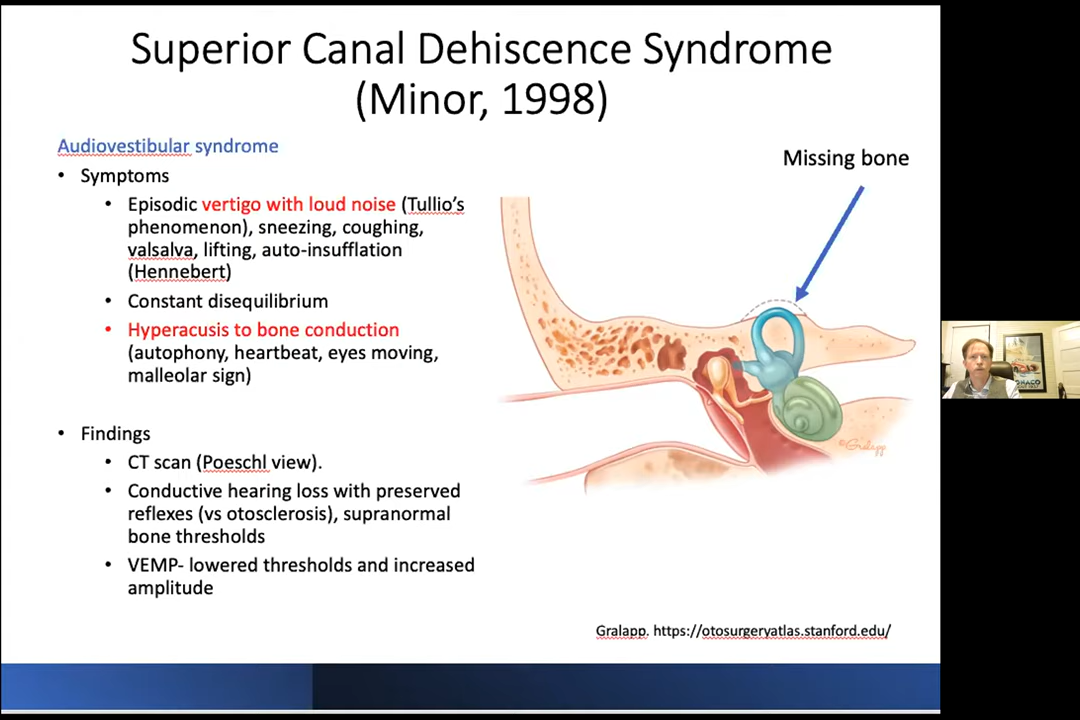 Superior Canal Dehiscence Syndrome
(Minor, 1998)
Audiovestibular syndrome
• Symptoms
• Episodic vertigo with loud noise (Tullio’s
phenomenon), sneezing, coughing,
valsalva, lifting, auto-insufflation
(Hennebert)
• Constant disequilibrium
• Hyperacusis to bone conduction
(autophony, heartbeat, eyes moving,
malleolar sign)
• Findings
• CT scan (Poeschl view).
• Conductive hearing loss with preserved
reflexes (vs otosclerosis), supranormal
bone thresholds
• VEMP- lowered thresholds and increased
amplitude
Missing bone
©Gralapp
Gralapp. https://otosurgeryatlas.stanford.edu/